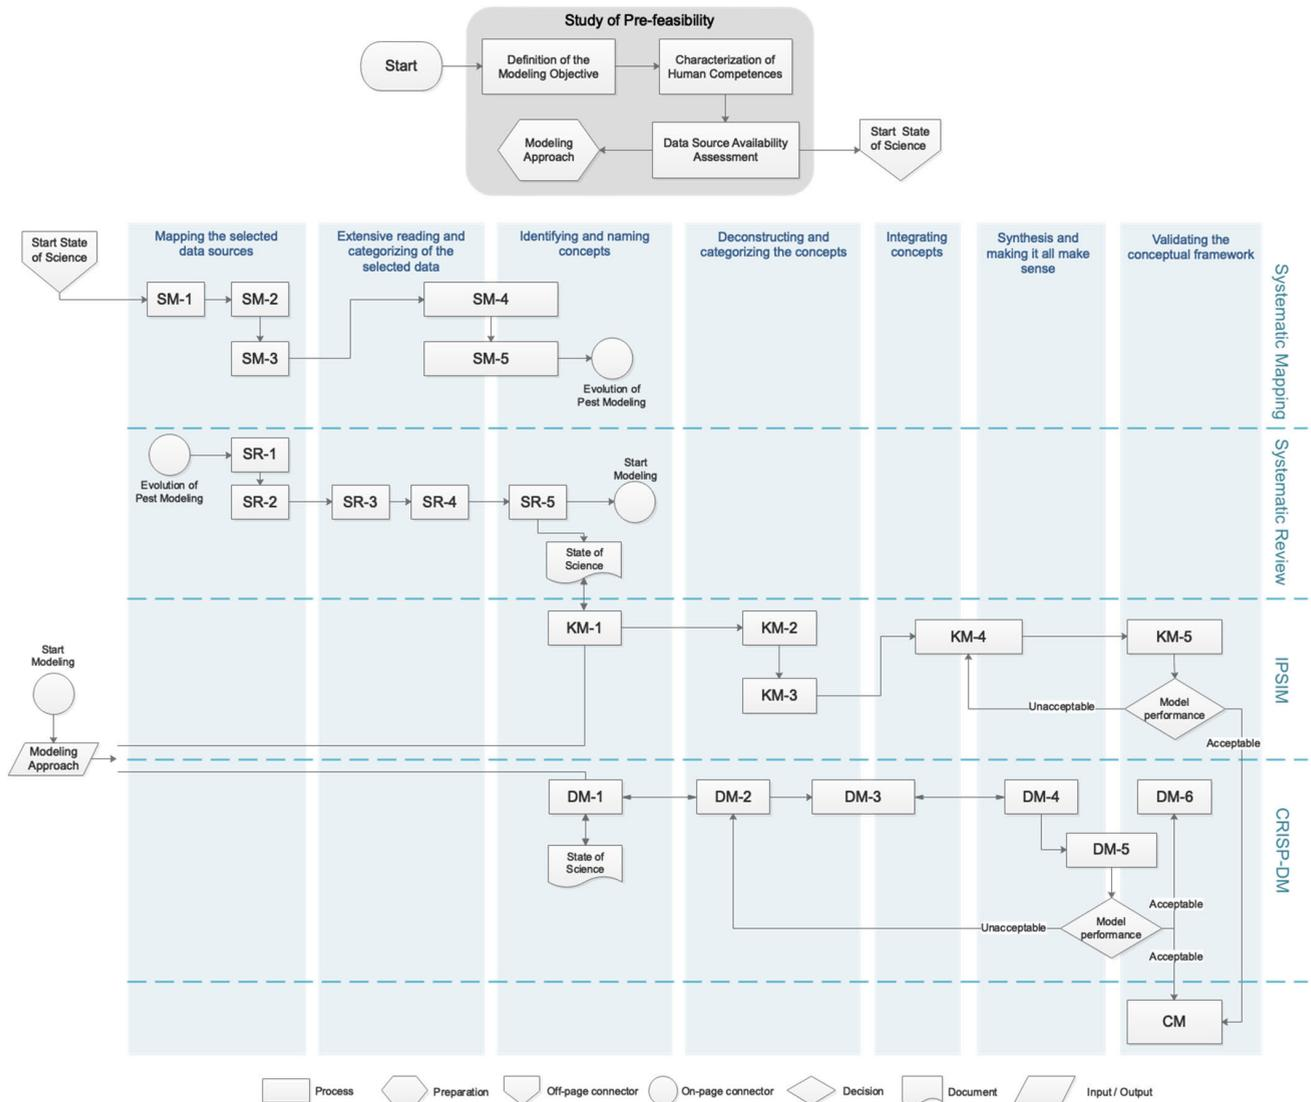 Study of Pre-feasibility
Start
Definition of the
Modeling Objective
Characterization of
Human Competences
Modeling
Approach
Data Source Availability
Assessment
Start State
of Science
Start State
of Science
Mapping the selected
data sources
Extensive reading and
categorizing of the
selected data
Identifying and naming
concepts
Deconstructing and
categorizing the concepts
Integrating
concepts
Synthesis and
making it all make
sense
Validating the
conceptual framework
Systematic Mapping
SM-1
SM-2
SM-4
SM-3
SM-5
Evolution of
Pest Modeling
Systematic Review
Evolution of
Pest Modeling
SR-1
SR-2
SR-3
SR-4
SR-5
Start
Modeling
State of
Science
IPSIM
KM-1
KM-2
KM-4
KM-5
KM-3
Start
Modeling
Unacceptable
Model
performance
Acceptable
Modeling
Approach
CRISP-DM
DM-1
DM-2
DM-3
DM-4
DM-6
DM-5
State of
Science
Acceptable
Unacceptable
Model
performance
Acceptable
CM
Process
Preparation
Off-page connector
On-page connector
Decision
Document
Input / Output